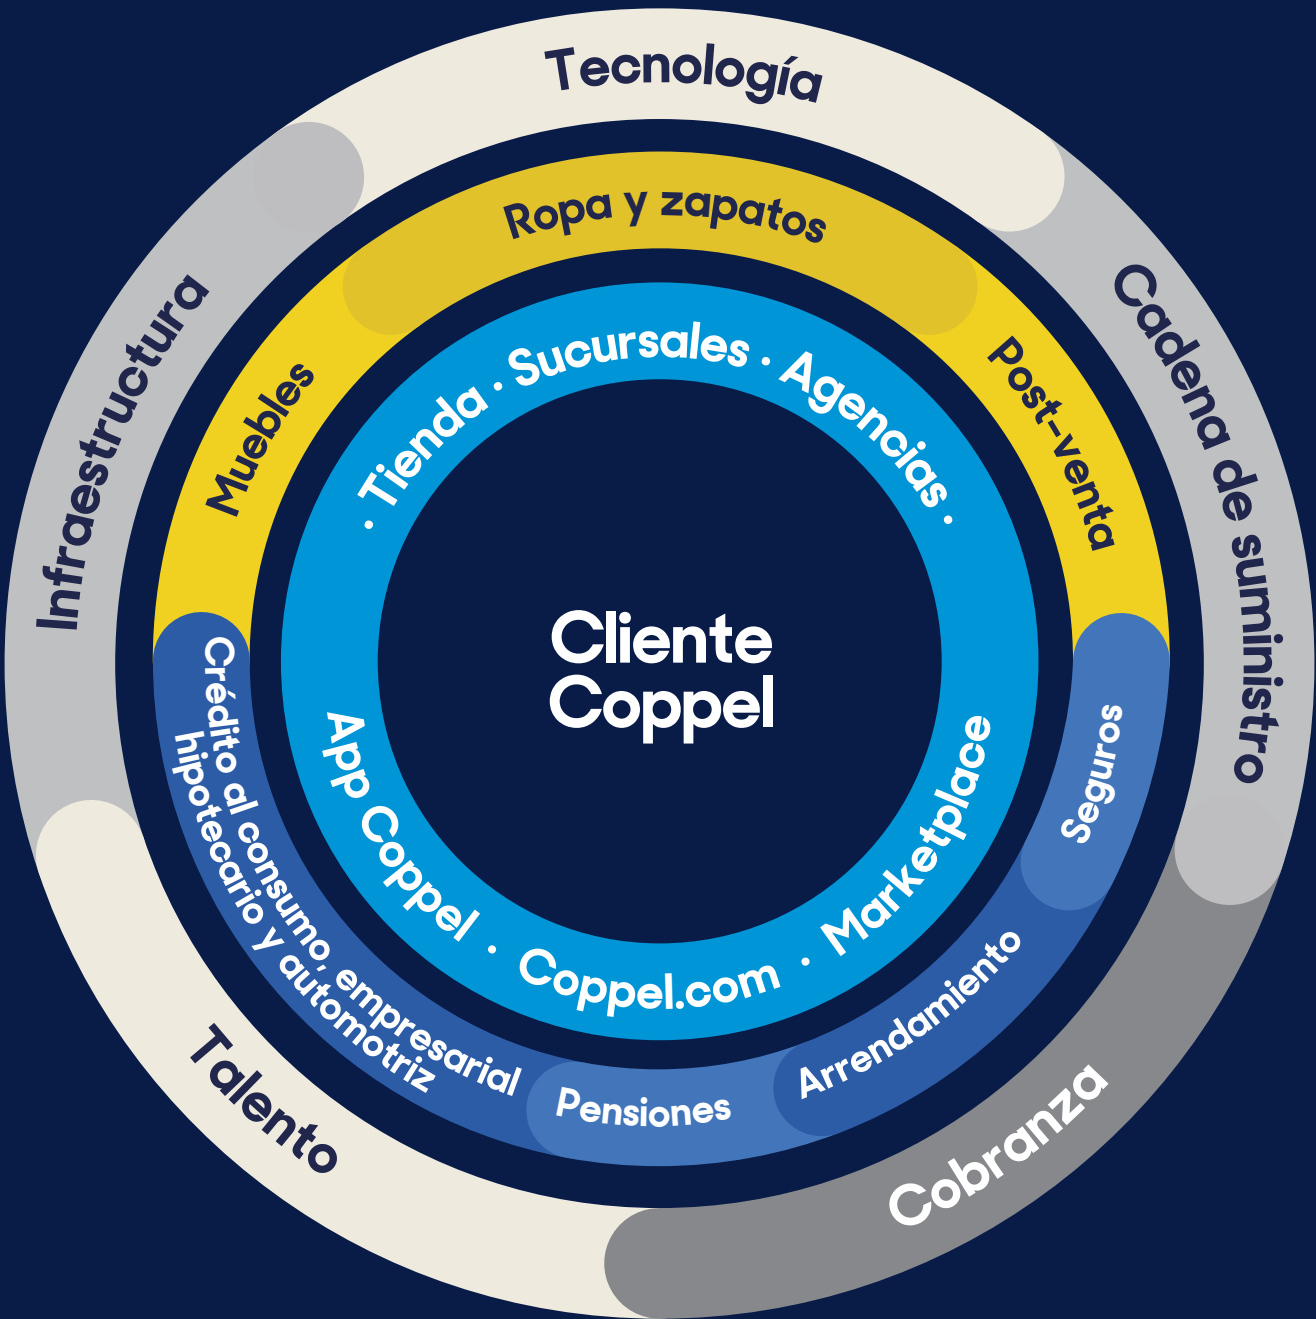 Tecnología
Ropa y zapatos
· Tienda · Sucursales · Agencias ·
Infraestructura
Muebles
Post-venta
Cadena de suministro
Cliente
Coppel
Crédito al consumo, empresarial
hipotecario y automotriz
App Coppel · Coppel.com · Marketplace
Seguros
Arrendamiento
Pensiones
Talento
Cobranza